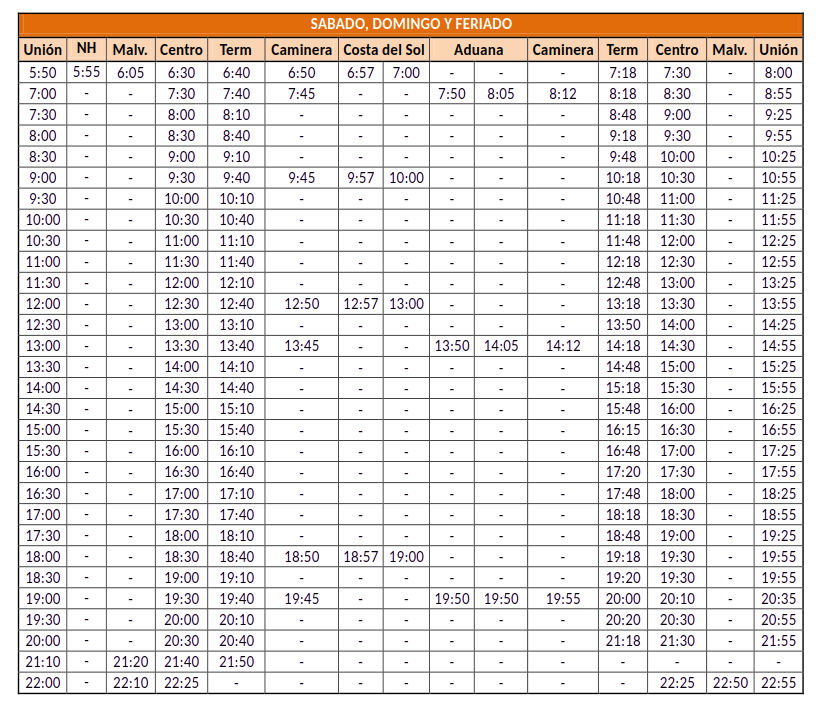 SABADO, DOMINGO Y FERIADO
Unión NH Malv. Centro Term Caminera Costa del Sol Aduana Caminera Term Centro Malv. Unión
5:50 5:55 6:05 6:30 6:40 6:50 6:57 7:00 - - - 7:18 7:30 - 8:00
7:00 - - 7:30 7:40 7:45 - - 7:50 8:05 8:12 8:18 8:30 - 8:55
7:30 - - 8:00 8:10 - - - - - - 8:48 9:00 - 9:25
8:00 - - 8:30 8:40 - - - - - - 9:18 9:30 - 9:55
8:30 - - 9:00 9:10 - - - - - - 9:48 10:00 - 10:25
9:00 - - 9:30 9:40 9:45 9:57 10:00 - - - 10:18 10:30 - 10:55
9:30 - - 10:00 10:10 - - - - - - 10:48 11:00 - 11:25
10:00 - - 10:30 10:40 - - - - - - 11:18 11:30 - 11:55
10:30 - - 11:00 11:10 - - - - - - 11:48 12:00 - 12:25
11:00 - - 11:30 11:40 - - - - - - 12:18 12:30 - 12:55
11:30 - - 12:00 12:10 - - - - - - 12:48 13:00 - 13:25
12:00 - - 12:30 12:40 12:50 12:57 13:00 - - - 13:18 13:30 - 13:55
12:30 - - 13:00 13:10 - - - - - - 13:50 14:00 - 14:25
13:00 - - 13:30 13:40 13:45 - - 13:50 14:05 14:12 14:18 14:30 - 14:55
13:30 - - 14:00 14:10 - - - - - - 14:48 15:00 - 15:25
14:00 - - 14:30 14:40 - - - - - - 15:18 15:30 - 15:55
14:30 - - 15:00 15:10 - - - - - - 15:48 16:00 - 16:25
15:00 - - 15:30 15:40 - - - - - - 16:15 16:30 - 16:55
15:30 - - 16:00 16:10 - - - - - - 16:48 17:00 - 17:25
16:00 - - 16:30 16:40 - - - - - - 17:20 17:30 - 17:55
16:30 - - 17:00 17:10 - - - - - - 17:48 18:00 - 18:25
17:00 - - 17:30 17:40 - - - - - - 18:18 18:30 - 18:55
17:30 - - 18:00 18:10 - - - - - - 18:48 19:00 - 19:25
18:00 - - 18:30 18:40 18:50 18:57 19:00 - - - 19:18 19:30 - 19:55
18:30 - - 19:00 19:10 - - - - - - 19:20 19:30 - 19:55
19:00 - - 19:30 19:40 19:45 - - 19:50 19:50 19:55 20:00 20:10 - 20:35
19:30 - - 20:00 20:10 - - - - - - 20:20 20:30 - 20:55
20:00 - - 20:30 20:40 - - - - - - 21:18 21:30 - 21:55
21:10 - 21:20 21:40 21:50 - - - - - - - - - -
22:00 - 22:10 22:25 - - - - - - - - 22:25 22:50 22:55